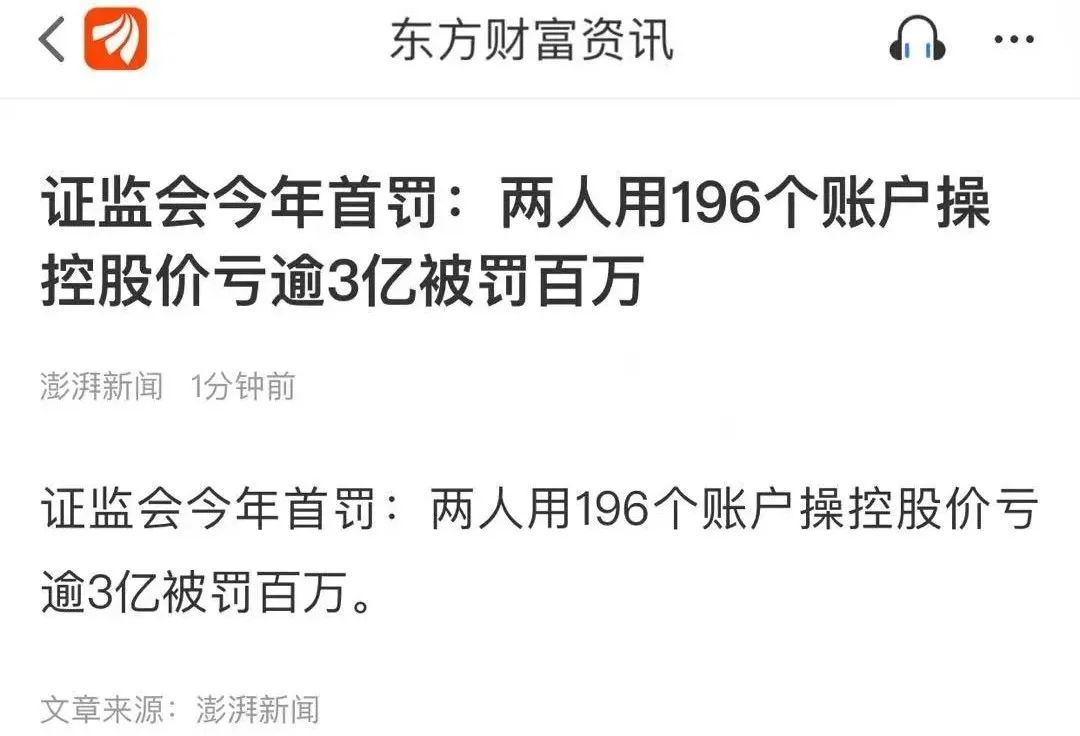 东方财富资讯
证监会今年首罚：两人用196个账户操
控股价亏逾3亿被罚百万
澎湃新闻 1分钟前
证监会今年首罚：两人用196个账户操控股价亏
逾3亿被罚百万。
文章来源：澎湃新闻